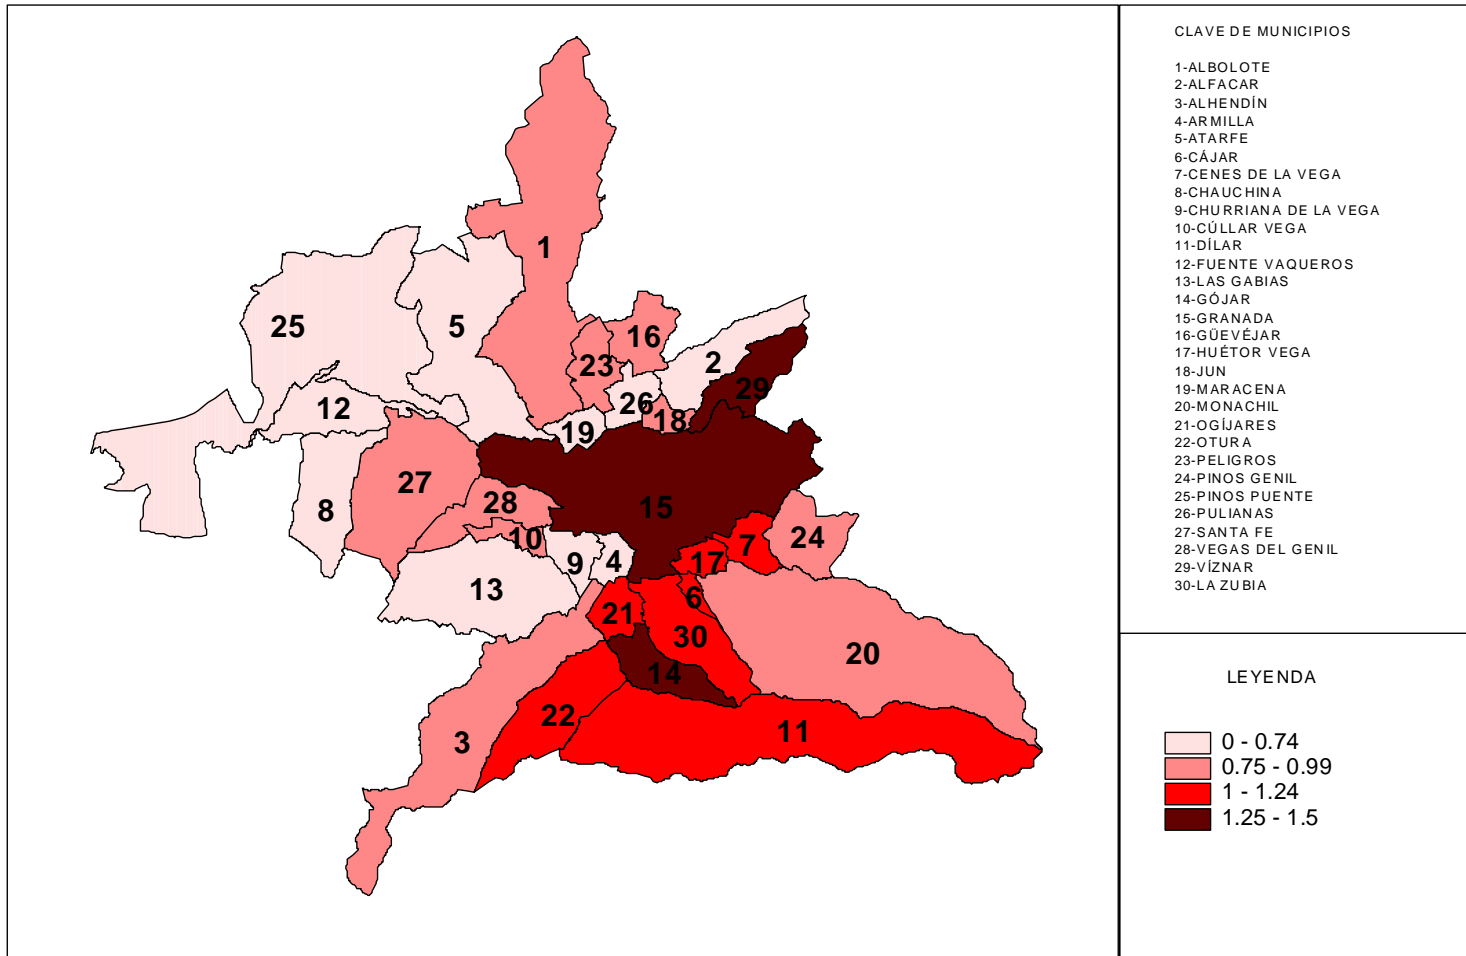 CLAVE DE MUNICIPIOS
1-ALBOLOTE
2-ALFACAR
3-ALHENDÍN
4-ARMILLA
5-ATARFE
6-CÁJAR
7-CENES DE LA VEGA
8-CHAUCHINA
9-CHURRIANA DE LA VEGA
10-CÚLLAR VEGA
11-DÍLAR
12-FUENTE VAQUEROS
13-LAS GABIAS
14-GÓJAR
15-GRANADA
16-GÜEVÉJAR
17-HUÉTOR VEGA
18-JUN
19-MARACENA
20-MONACHIL
21-OGÍJARES
22-OTURA
23-PELIGROS
24-PINOS GENIL
25-PINOS PUENTE
26-PULIANAS
27-SANTA FE
28-VEGAS DEL GENIL
29-VÍZNAR
30-LA ZUBIA
1
25
5
16
2
23
29
12
26
18
19
27
8
28
15
10
7
24
9
4
17
13
6
21
30
20
14
22
11
3
LEYENDA
0 - 0.74
0.75 - 0.99
1 - 1.24
1.25 - 1.5